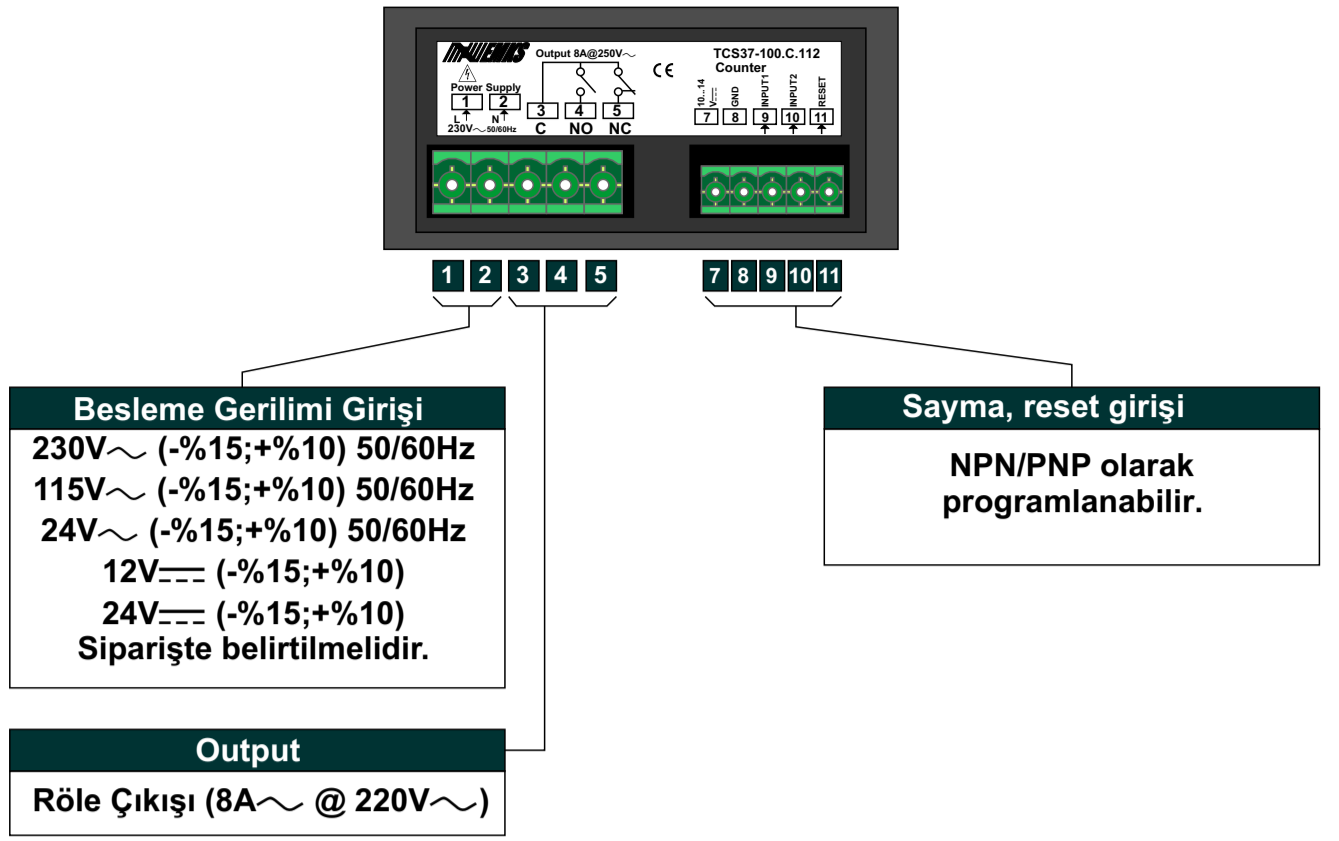 Output 8A@250V~
TCS37-100.C.112
Counter
CE
Power Supply
1 2
L N
230V~ 50/60Hz
3 4 5
C NO NC
10...14
V⎓
GND
INPUT1
INPUT2
RESET
7 8 9 10 11
1 2 3 4 5
7 8 9 10 11
Besleme Gerilimi Girişi
230V~ (-%15;+%10) 50/60Hz
115V~ (-%15;+%10) 50/60Hz
24V~ (-%15;+%10) 50/60Hz
12V⎓ (-%15;+%10)
24V⎓ (-%15;+%10)
Siparişte belirtilmelidir.
Sayma, reset girişi
NPN/PNP olarak
programlanabilir.
Output
Röle Çıkışı (8A~ @ 220V~)